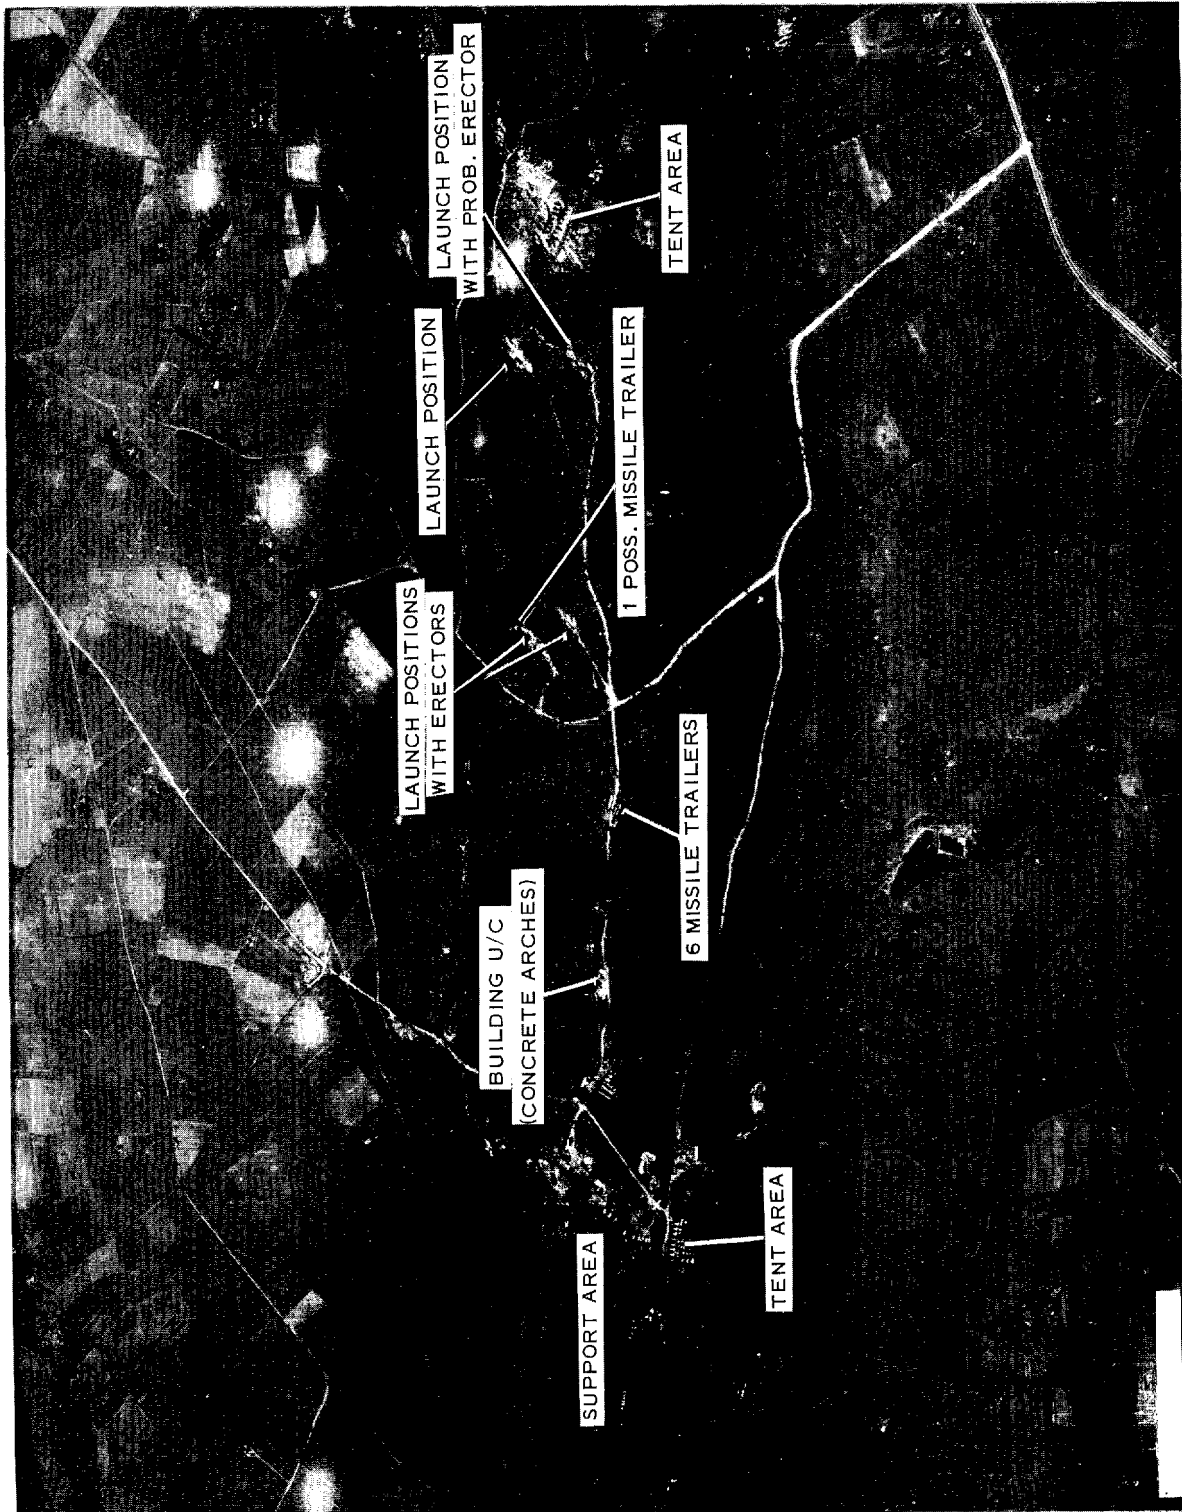 LAUNCH POSITIONS
WITH ERECTORS
LAUNCH POSITION
LAUNCH POSITION
WITH PROB. ERECTOR
BUILDING U/C
(CONCRETE ARCHES)
SUPPORT AREA
1 POSS. MISSILE TRAILER
TENT AREA
6 MISSILE TRAILERS
TENT AREA